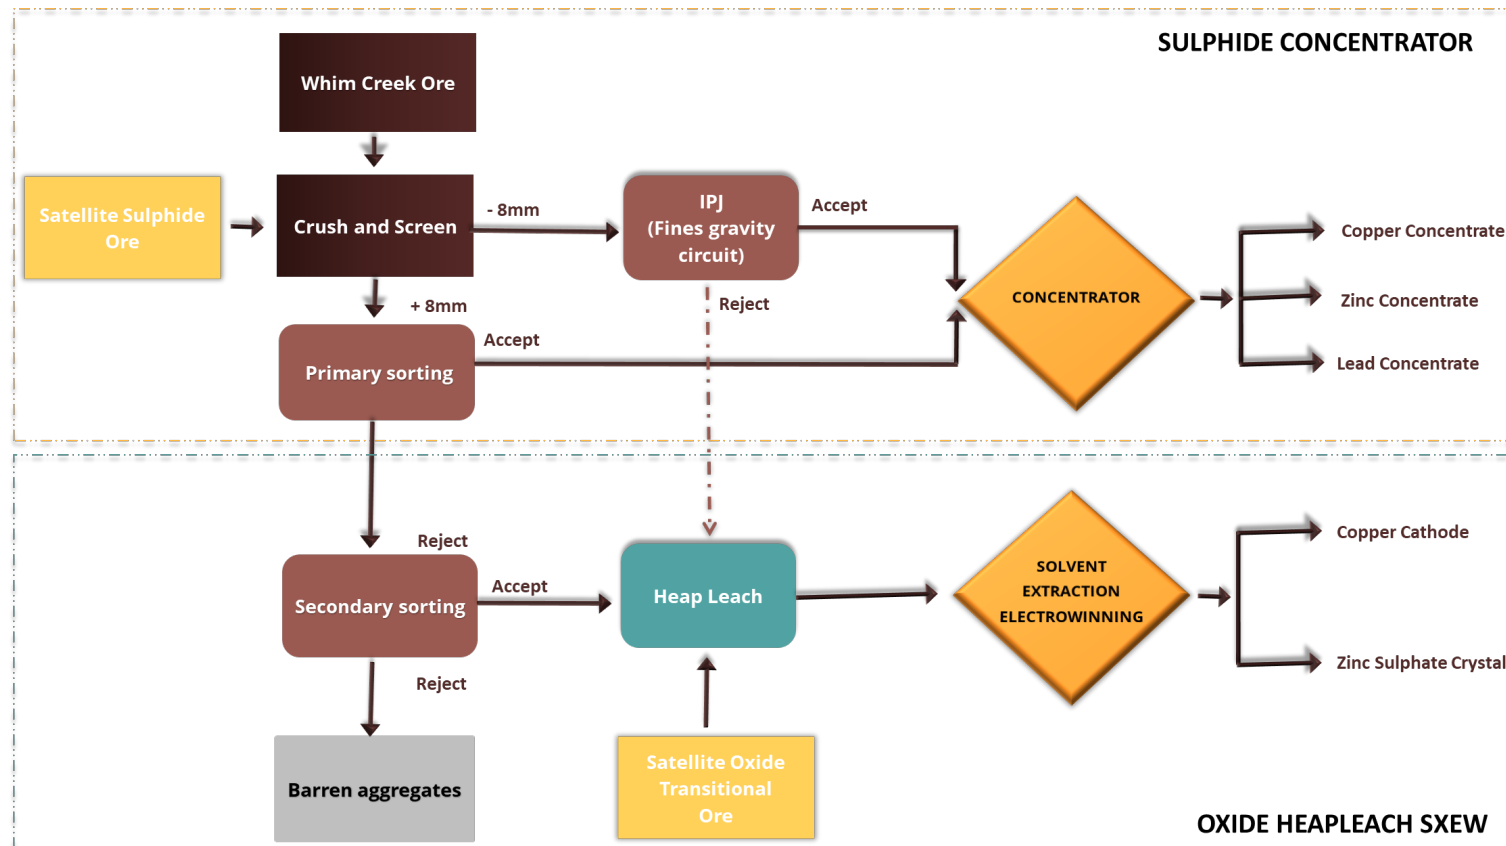 SULPHIDE CONCENTRATOR
Whim Creek Ore
Satellite Sulphide
Ore
Crush and Screen
- 8mm
IPJ
(Fines gravity
circuit)
Accept
Copper Concentrate
CONCENTRATOR
Zinc Concentrate
+ 8mm
Reject
Primary sorting
Accept
Lead Concentrate
Reject
Secondary sorting
Accept
Heap Leach
SOLVENT
EXTRACTION
ELECTROWINNING
Copper Cathode
Zinc Sulphate Crystal
Reject
Barren aggregates
Satellite Oxide
Transitional
Ore
OXIDE HEAPLEACH SXEW